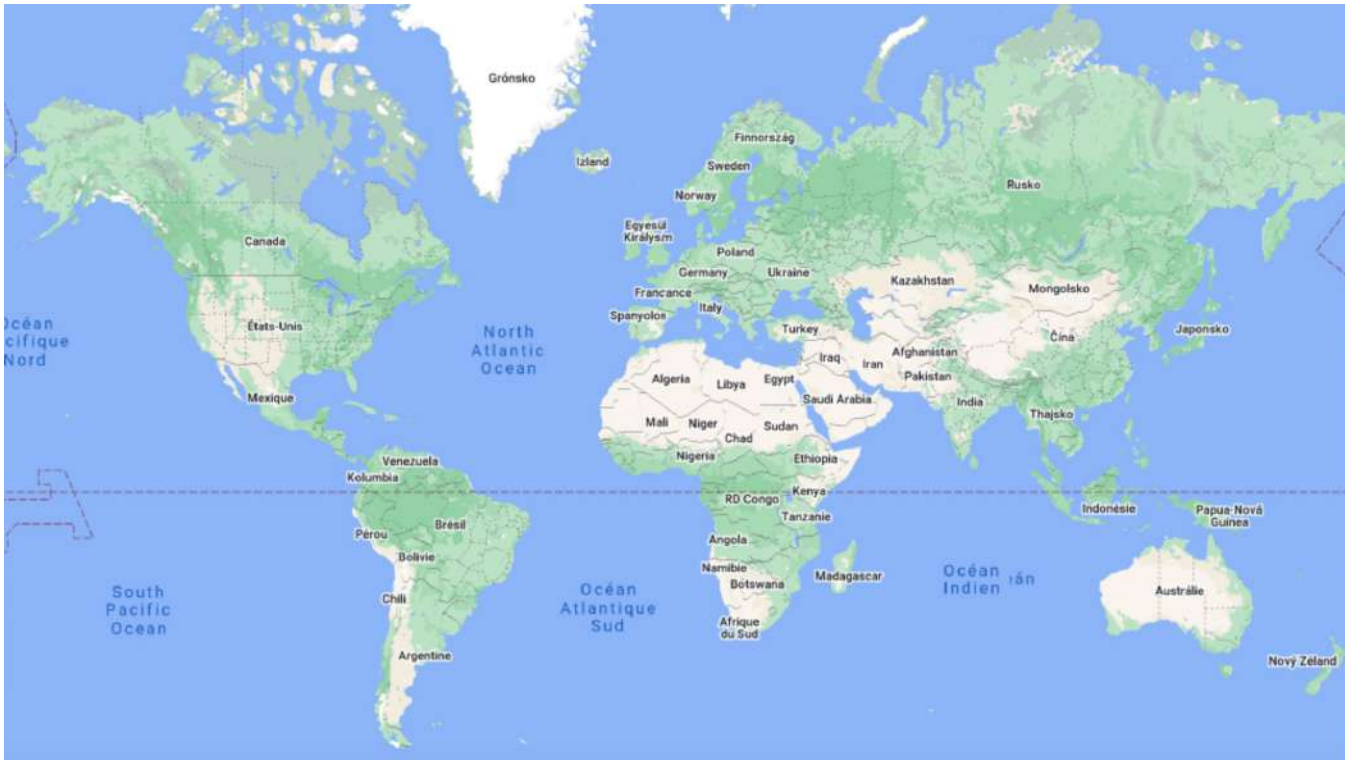 Grónsko
Izland
Finnország
Sweden
Norway
Rusko
Egyesül
Királysm
Canada
Poland
Germany
Ukraine
Kazakhstan
Mongolsko
Francance
Italy
Spanyolos
États-Unis
Océan
cifique
Nord
North
Atlantic
Ocean
Turkey
Japonsko
Čína
Iraq
Iran
Afghanistan
Pakistan
Algeria
Libya
Egypt
Saudi Arabia
India
Mexique
Thajsko
Mali
Niger
Chad
Sudan
Nigeria
Ethiopia
Venezuela
Kolumbia
RD Congo
Kenya
Tanzanie
Indonésie
Papua-Nová
Guinea
Pérou
Brésil
Bolivie
Angola
Namibie
Botswana
Madagascar
Océan
Indien
Austrálie
South
Pacific
Ocean
Chili
Océan
Atlantique
Sud
Afrique
du Sud
Argentine
Nový Zéland